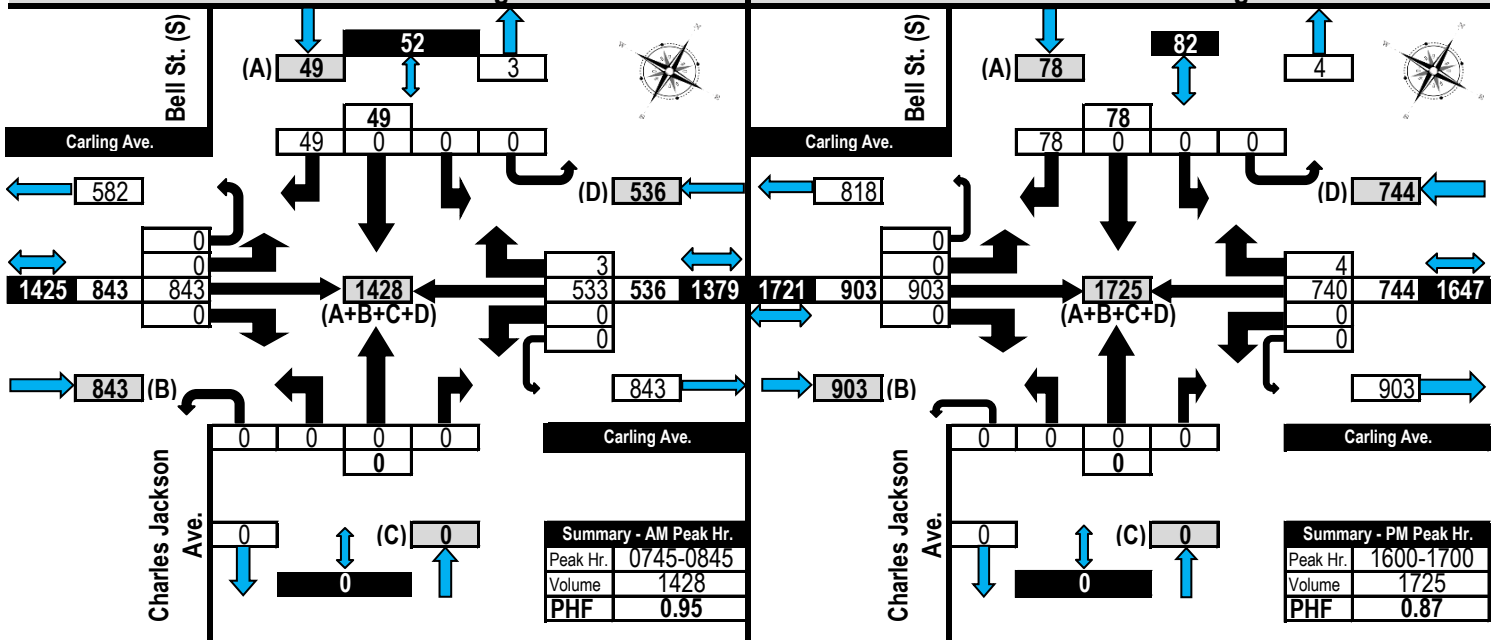 Bell St. (S)
(A)
49
52
3
49
49 0 0 0
Carling Ave.
582
(D) 536
0
0
1425 843 843
0
1428
(A+B+C+D)
3
533 536 1379
0
0
843 (B)
843
0 0 0 0
0
Carling Ave.
Charles Jackson
Ave.
0
(C) 0
0
Summary - AM Peak Hr.
Peak Hr. 0745-0845
Volume 1428
PHF 0.95
Bell St. (S)
(A)
78
82
4
78
78 0 0 0
Carling Ave.
818
(D) 744
0
0
1721 903 903
0
1725
(A+B+C+D)
4
740 744 1647
0
0
903 (B)
903
0 0 0 0
0
Carling Ave.
Charles Jackson
Ave.
0
(C) 0
0
Summary - PM Peak Hr.
Peak Hr. 1600-1700
Volume 1725
PHF 0.87